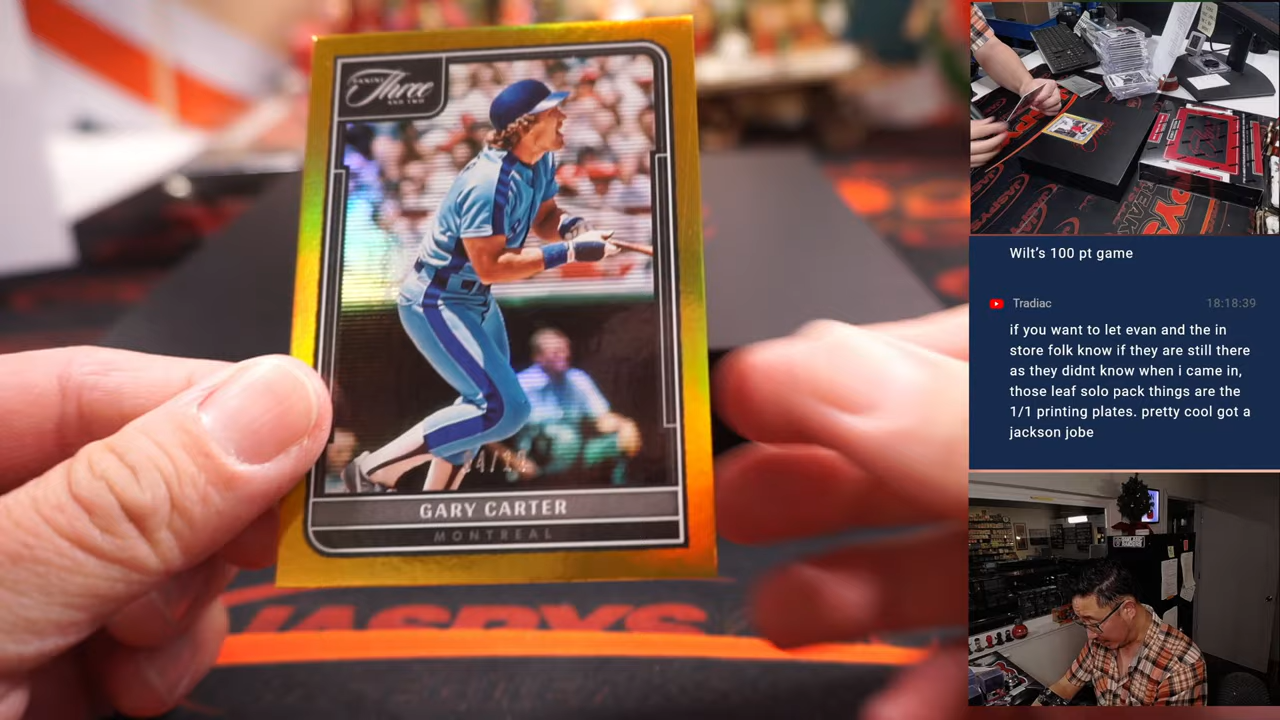 PANINI
Three
AND TWO
GARY CARTER
MONTREAL
JASPYS
Wilt's 100 pt game
Tradiac 18:18:39
if you want to let evan and the in
store folk know if they are still there
as they didnt know when i came in,
those leaf solo pack things are the
1/1 printing plates. pretty cool got a
jackson jobe